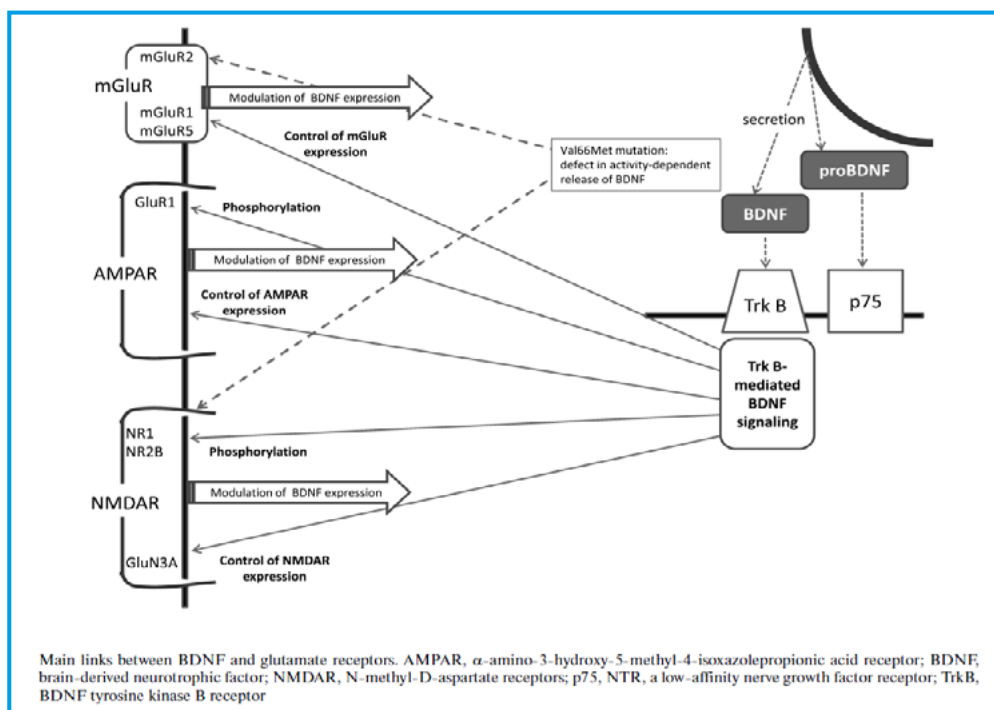 mGluR2
mGluR
Modulation of BDNF expression
mGluR1
mGluR5
Control of mGluR
expression
Val66Met mutation:
defect in activity-dependent
release of BDNF
secretion
proBDNF
BDNF
Trk B
p75
GluR1
Phosphorylation
AMPAR
Modulation of BDNF expression
Control of AMPAR
expression
Trk B-
mediated
BDNF
signaling
NR1
NR2B
Phosphorylation
NMDAR
Modulation of BDNF expression
GluN3A
Control of NMDAR
expression
Main links between BDNF and glutamate receptors. AMPAR, α-amino-3-hydroxy-5-methyl-4-isoxazolepropionic acid receptor; BDNF,
brain-derived neurotrophic factor; NMDAR, N-methyl-D-aspartate receptors; p75, NTR, a low-affinity nerve growth factor receptor; TrkB,
BDNF tyrosine kinase B receptor